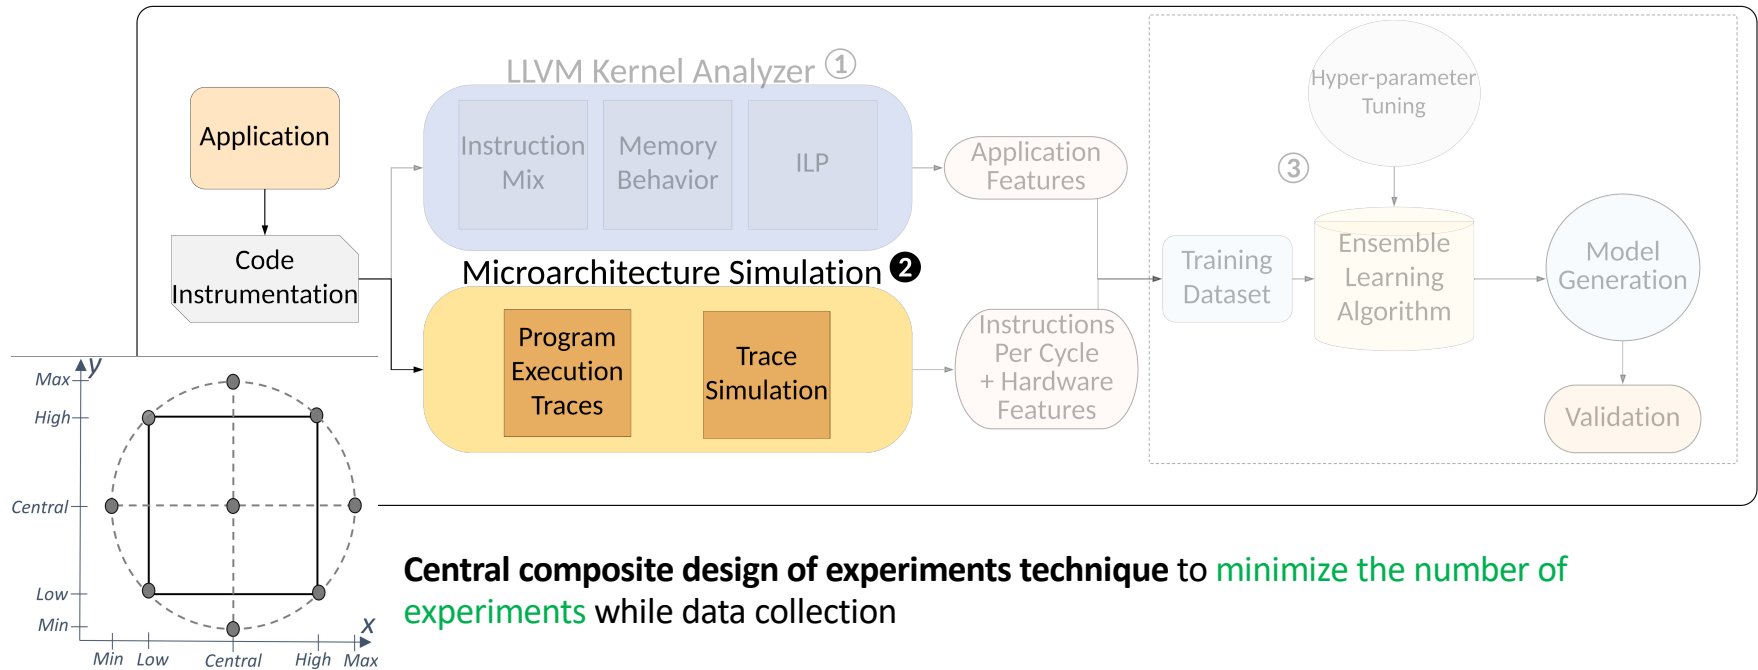 LLVM Kernel Analyzer ①
Application
Instruction
Mix
Memory
Behavior
ILP
Application
Features
Hyper-parameter
Tuning
③
Code
Instrumentation
Microarchitecture Simulation ❷
Program
Execution
Traces
Trace
Simulation
Instructions
Per Cycle
+ Hardware
Features
Training
Dataset
Ensemble
Learning
Algorithm
Model
Generation
Validation
y
Max
High
Central
Low
Min
x
Min Low Central High Max
Central composite design of experiments technique to minimize the number of
experiments while data collection